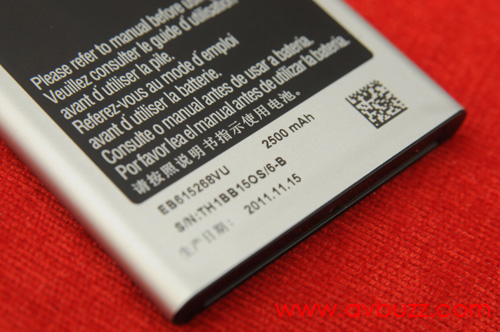 Please refer to manual before u
Veuillez consulter le guide d'utilisation
avant d'utiliser la pile.
Referez-vous au mode d'emploi
avant d'utiliser la batterie.
Consulte o manual antes de usar a bateria.
Por favor lea el manual antes de utilizar la batería.
请按照说明书指示使用电池。
EB615268VU 2500 mAh
S/N:TH1BB15OS/6-B
生产日期: 2011.11.15
www.qvbuzz.com